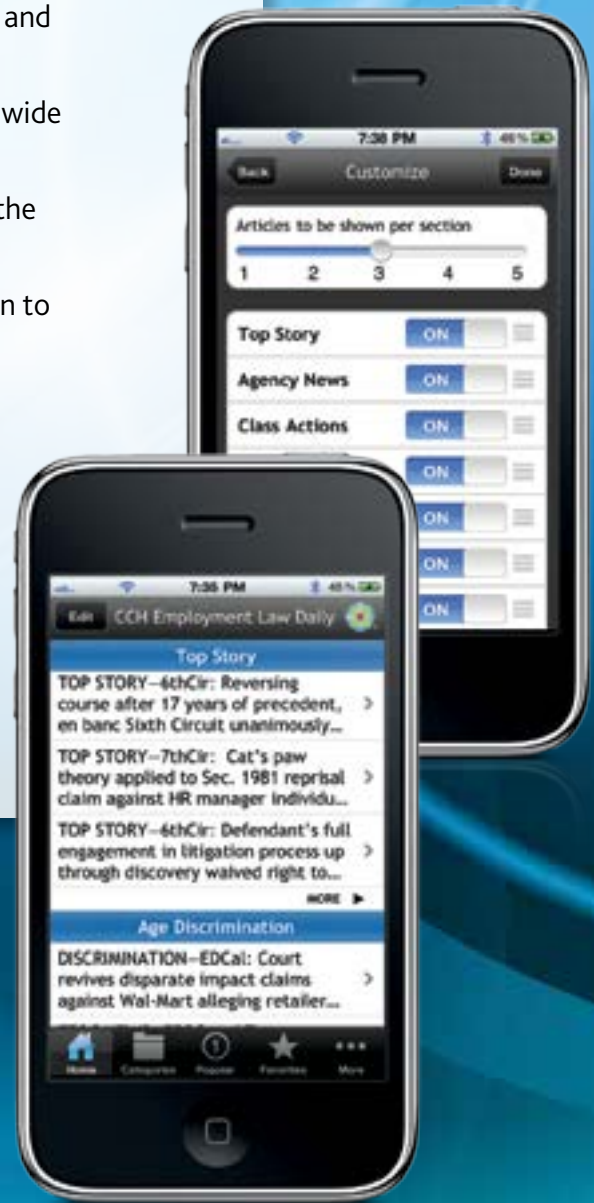 and
wide
the
n to
7:38 PM
46%
Back
Customize
Done
Articles to be shown per section
1 2 3 4 5
Top Story ON
Agency News ON
Class Actions ON
ON
ON
ON
ON
7:35 PM
46%
Edit
CCH Employment Law Daily
Top Story
TOP STORY—6thCir: Reversing
course after 17 years of precedent,
en banc Sixth Circuit unanimously...
TOP STORY—7thCir: Cat's paw
theory applied to Sec. 1981 reprisal
claim against HR manager individu...
TOP STORY—6thCir: Defendant's full
engagement in litigation process up
through discovery waived right to...
MORE
Age Discrimination
DISCRIMINATION—EDCal: Court
revives disparate impact claims
against Wal-Mart alleging retailer...
Home
Categories
Popular
Favorites
More